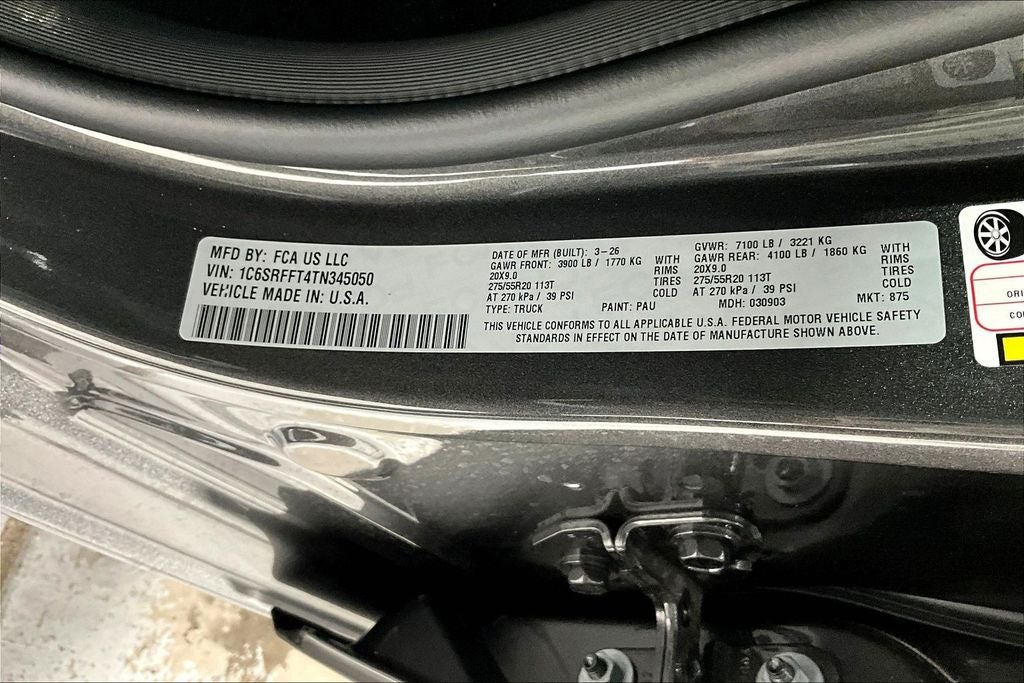 MFD BY: FCA US LLC
VIN: 1C6SRFFT4TN345050
VEHICLE MADE IN: U.S.A.
DATE OF MFR (BUILT): 3-26
GAWR FRONT: 3900 LB / 1770 KG WITH
20X9.0 RIMS
275/55R20 113T TIRES
AT 270 kPa / 39 PSI COLD
TYPE: TRUCK PAINT: PAU
GVWR: 7100 LB / 3221 KG
GAWR REAR: 4100 LB / 1860 KG WITH
20X9.0 RIMS
275/55R20 113T TIRES
AT 270 kPa / 39 PSI COLD
MDH: 030903 MKT: 875
THIS VEHICLE CONFORMS TO ALL APPLICABLE U.S.A. FEDERAL MOTOR VEHICLE SAFETY
STANDARDS IN EFFECT ON THE DATE OF MANUFACTURE SHOWN ABOVE.
ORI
CO